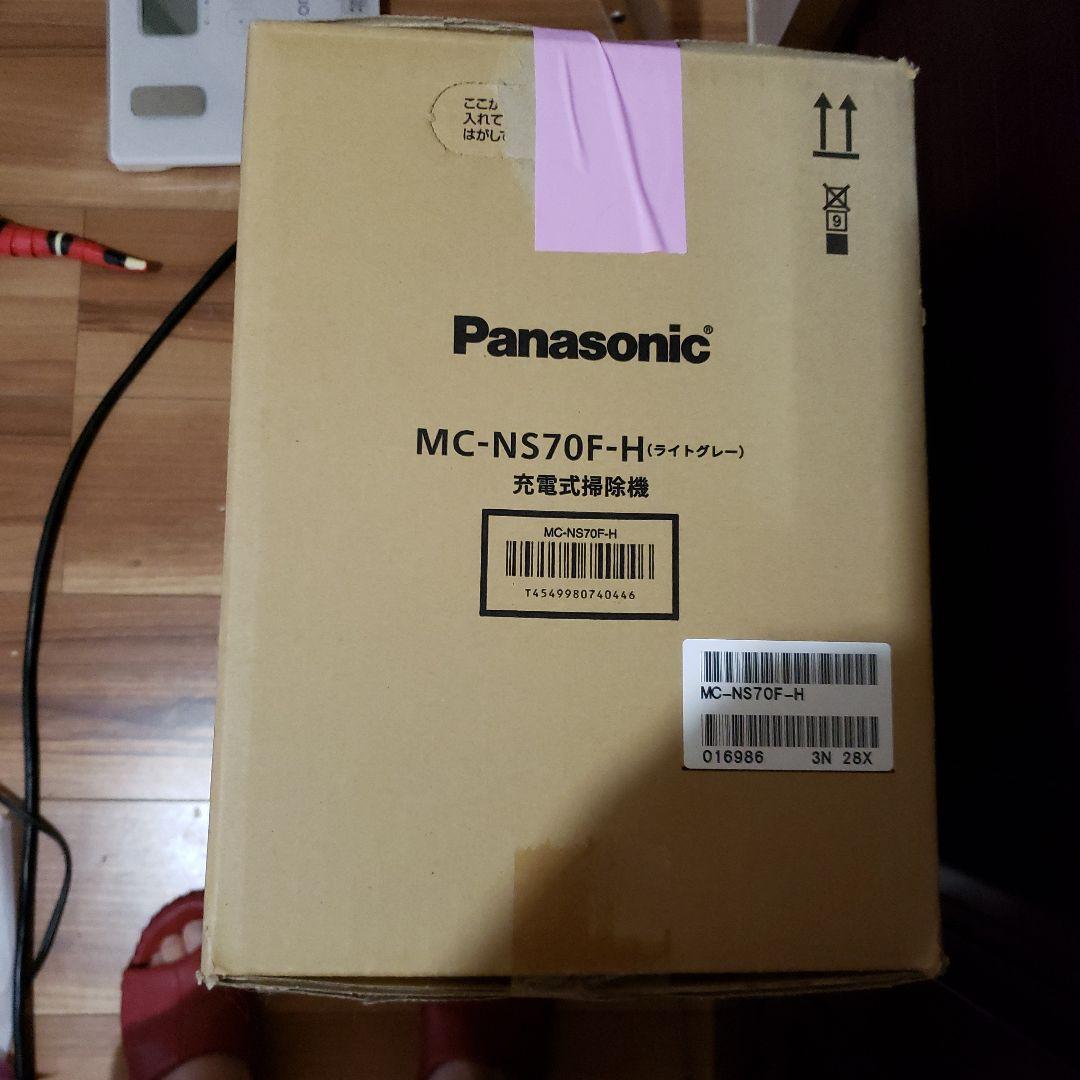 ここか
入れて
はがして
9
Panasonic®
MC-NS70F-H(ライトグレー)
充電式掃除機
MC-NS70F-H
T4549980740446
MC-NS70F-H
016986 3N 28X